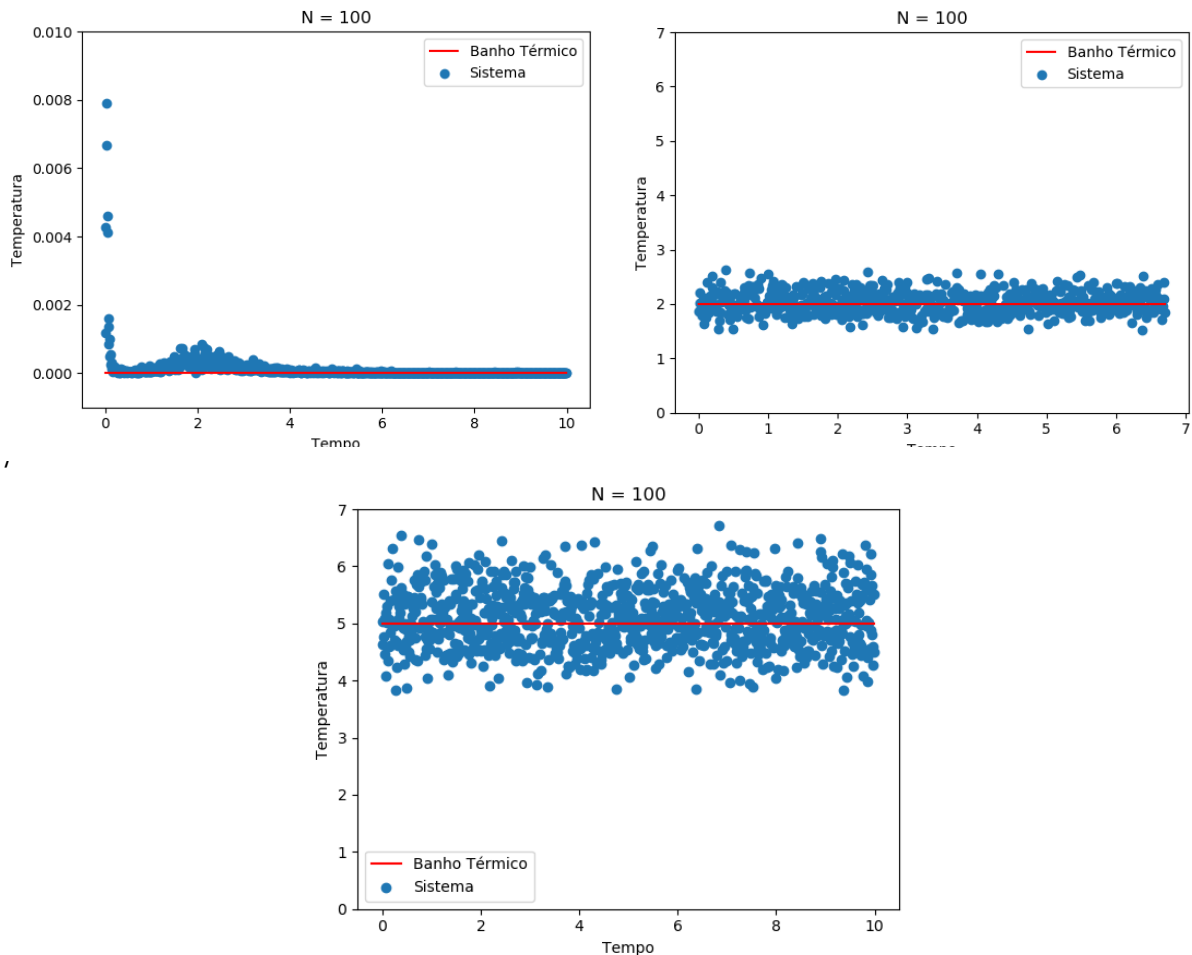 N = 100
0.010
0.008
0.006
0.004
0.002
0.000
Temperatura
Banho Térmico
Sistema
0 2 4 6 8 10
Tempo
N = 100
7
6
5
4
3
2
1
0
Temperatura
Banho Térmico
Sistema
0 1 2 3 4 5 6 7
Tempo
,
N = 100
7
6
5
4
3
2
1
0
Temperatura
Banho Térmico
Sistema
0 2 4 6 8 10
Tempo